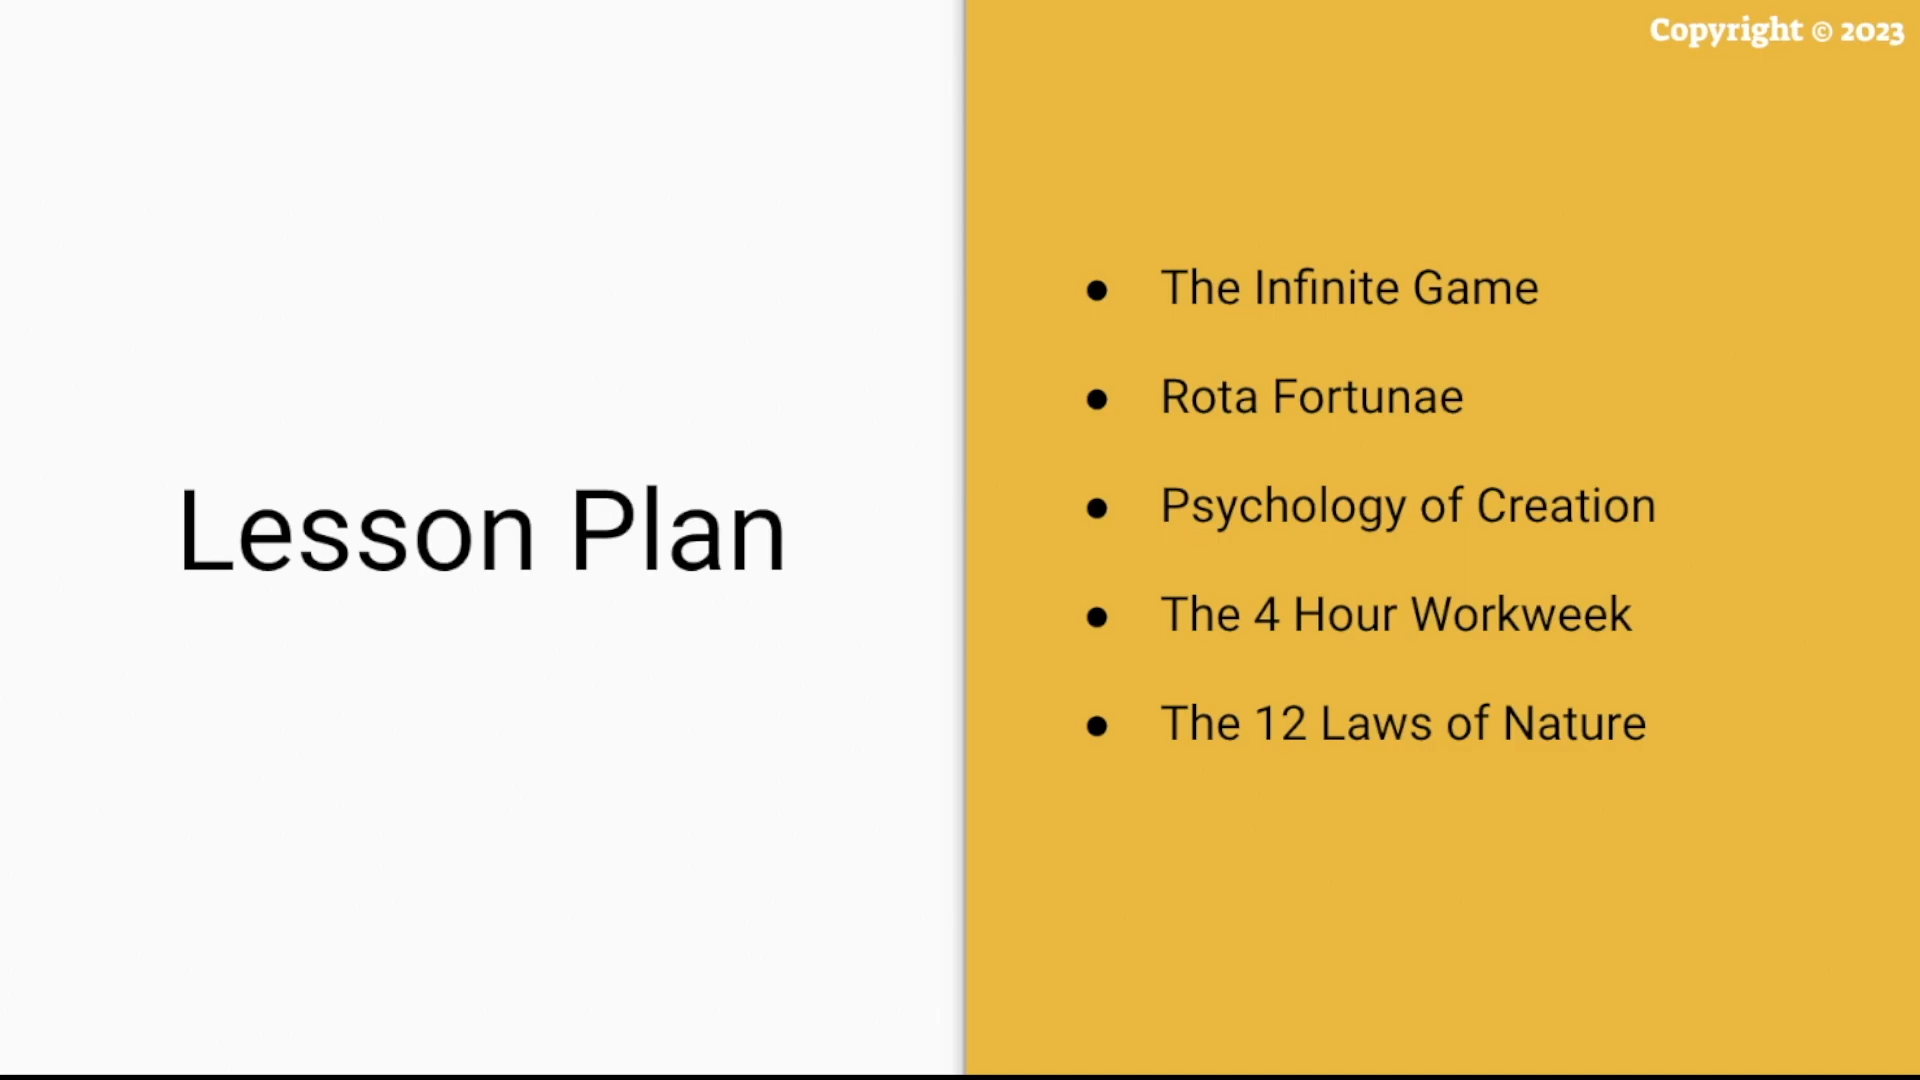 Copyright © 2023
Lesson Plan
● The Infinite Game
● Rota Fortunae
● Psychology of Creation
● The 4 Hour Workweek
● The 12 Laws of Nature